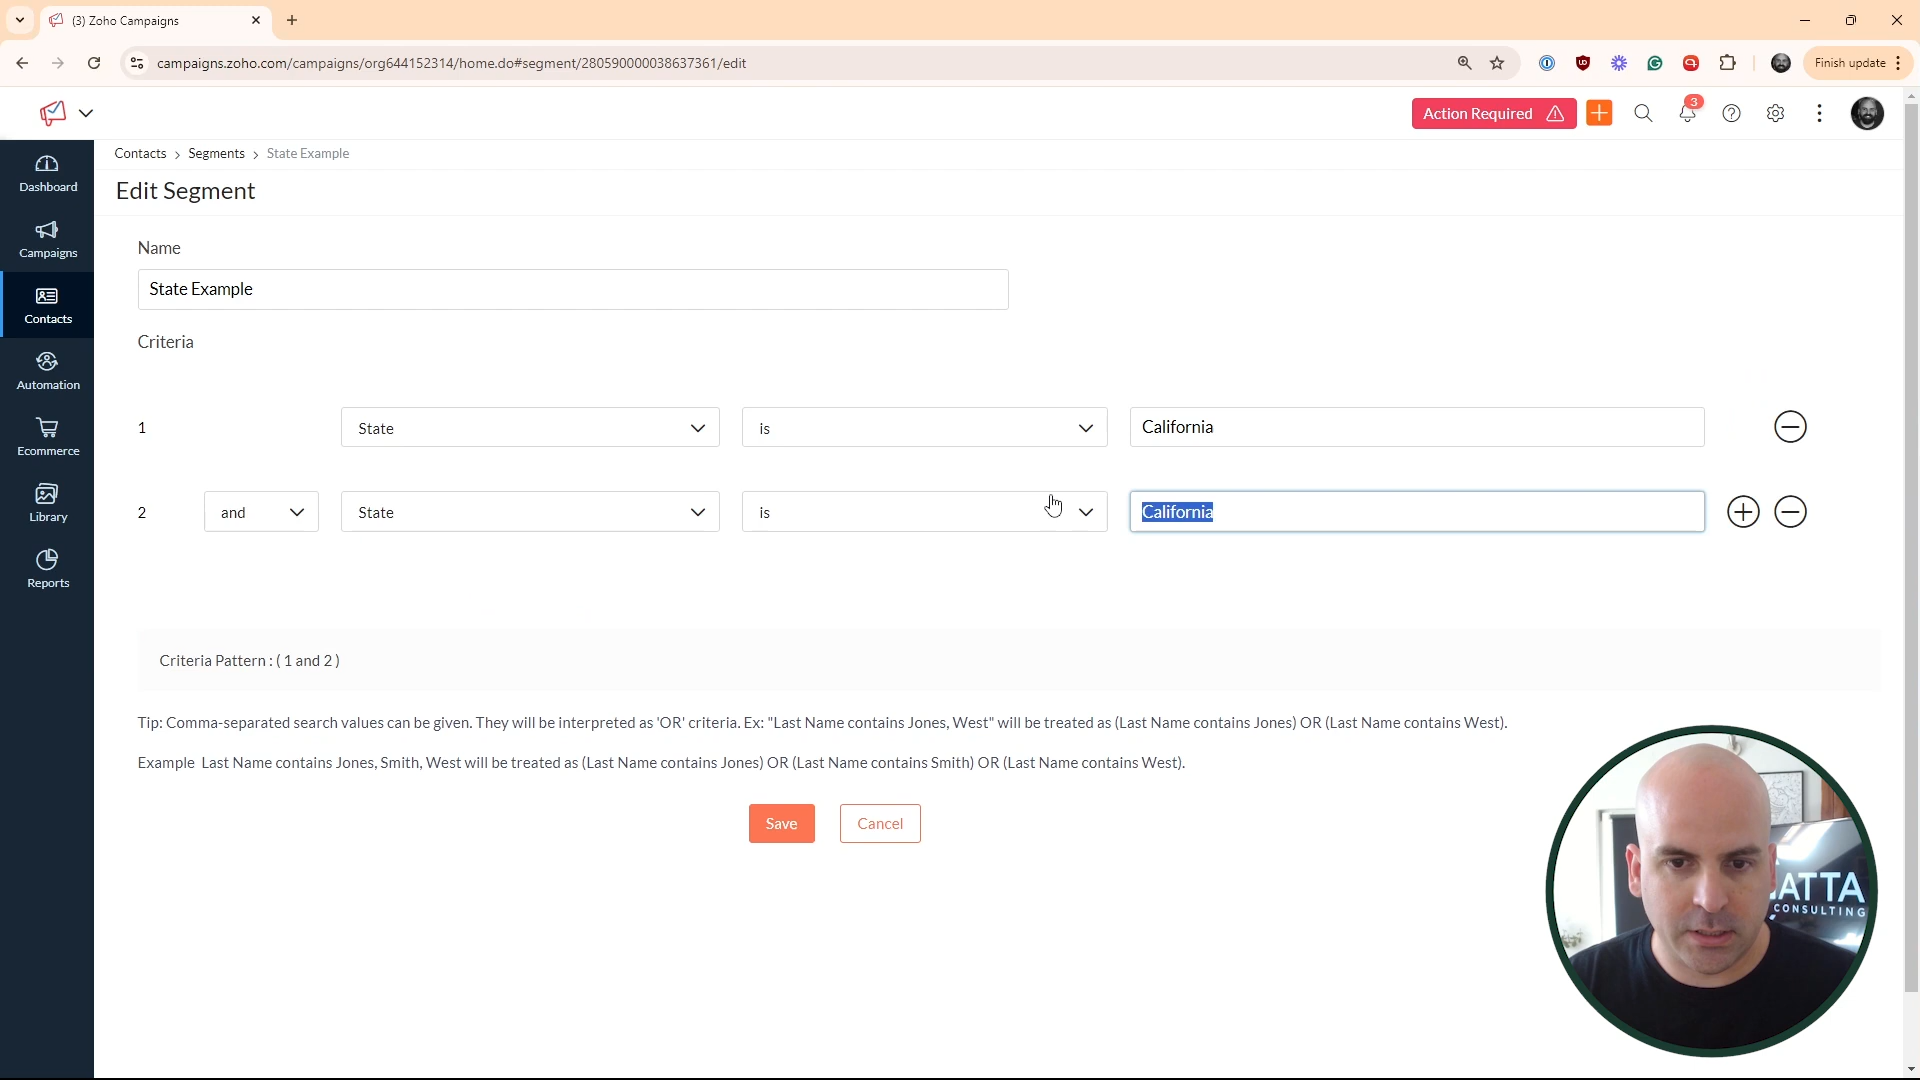 (3) Zoho Campaigns
campaigns.zoho.com/campaigns/org644152314/home.do#segment/280590000038637361/edit
Finish update
Action Required
3
Contacts > Segments > State Example
Edit Segment
Dashboard
Campaigns
Contacts
Automation
Ecommerce
Library
Reports
Name
State Example
Criteria
1 State is California
2 and State is California
Criteria Pattern : ( 1 and 2 )
Tip: Comma-separated search values can be given. They will be interpreted as 'OR' criteria. Ex: "Last Name contains Jones, West" will be treated as (Last Name contains Jones) OR (Last Name contains West).
Example Last Name contains Jones, Smith, West will be treated as (Last Name contains Jones) OR (Last Name contains Smith) OR (Last Name contains West).
Save
Cancel
ATTA
CONSULTING